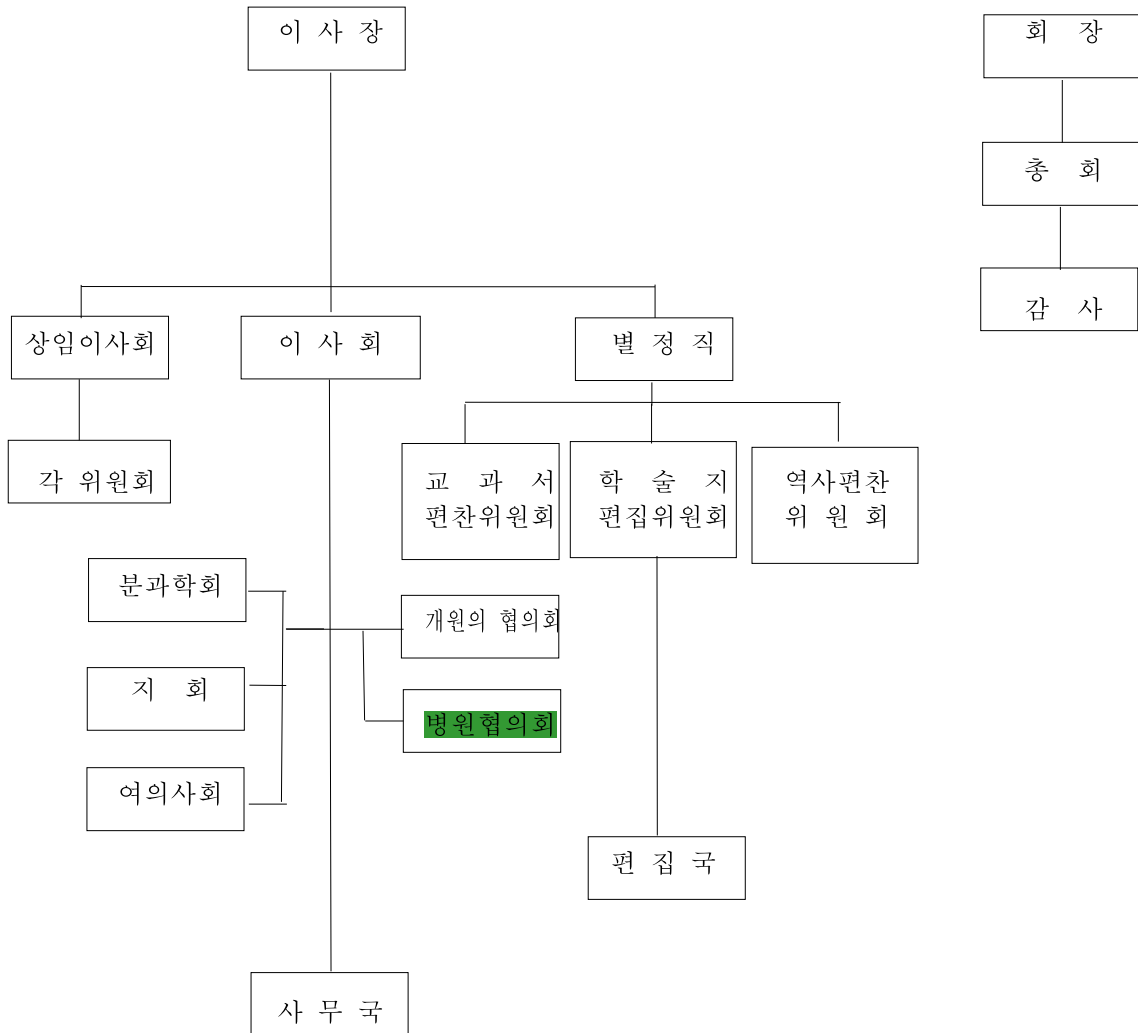 이 사 장
회 장
총 회
감 사
상임이사회
이 사 회
별 정 직
각 위원회
교 과 서
편찬위원회
학 술 지
편집위원회
역사편찬
위 원 회
분과학회
개원의 협의회
지 회
병원협의회
여의사회
편 집 국
사 무 국